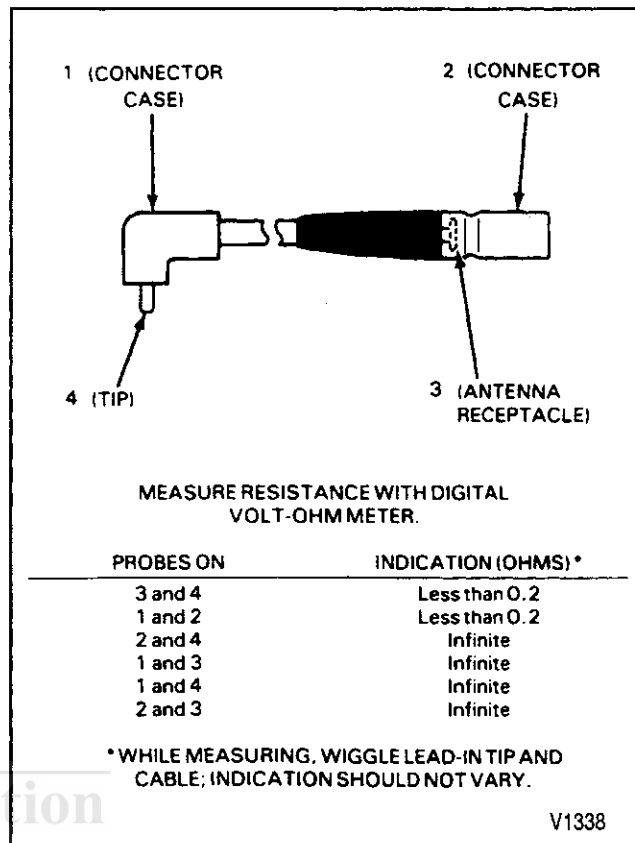 1 (CONNECTOR
CASE)
2 (CONNECTOR
CASE)
4 (TIP)
3 (ANTENNA
RECEPTACLE)
MEASURE RESISTANCE WITH DIGITAL
VOLT-OHM METER.
PROBES ON INDICATION (OHMS)*
3 and 4 Less than 0.2
1 and 2 Less than 0.2
2 and 4 Infinite
1 and 3 Infinite
1 and 4 Infinite
2 and 3 Infinite
*WHILE MEASURING, WIGGLE LEAD-IN TIP AND
CABLE; INDICATION SHOULD NOT VARY.
tion
V1338